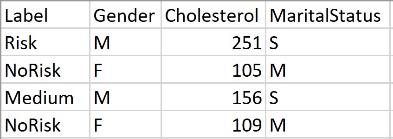 Label Gender Cholesterol MaritalStatus
Risk M 251 S
NoRisk F 105 M
Medium M 156 S
NoRisk F 109 M